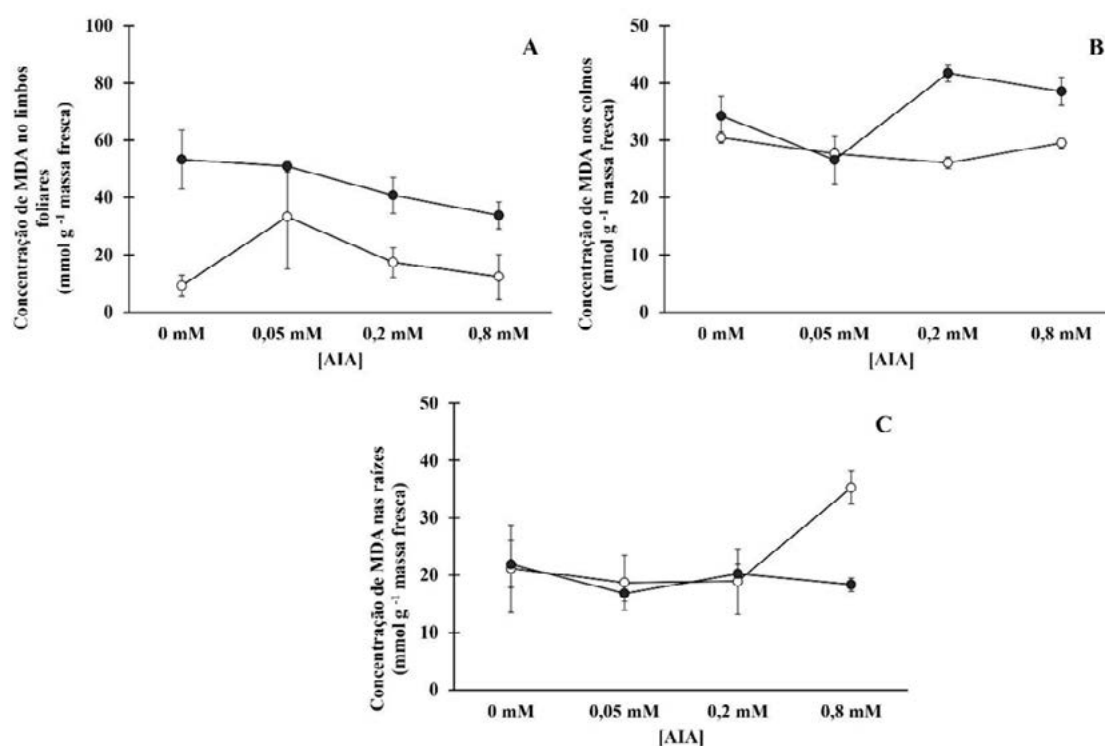 A
Concentração de MDA no limbos
foliares
(mmol g -1 massa fresca)
100
80
60
40
20
0
0 mM 0,05 mM 0,2 mM 0,8 mM
[AIA]
B
Concentração de MDA nos colmos
(mmol g -1 massa fresca)
50
40
30
20
10
0
0 mM 0,05 mM 0,2 mM 0,8 mM
[AIA]
C
Concentração de MDA nas raízes
(mmol g -1 massa fresca)
50
40
30
20
10
0
0 mM 0,05 mM 0,2 mM 0,8 mM
[AIA]